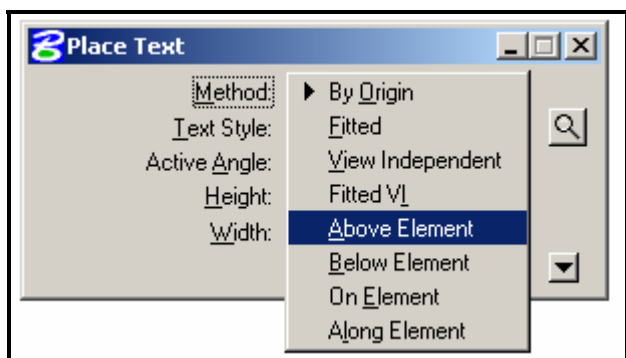 Place Text
Method: By Origin
Text Style: Fitted
Active Angle: View Independent
Height: Fitted VI
Width: Above Element
Below Element
On Element
Along Element